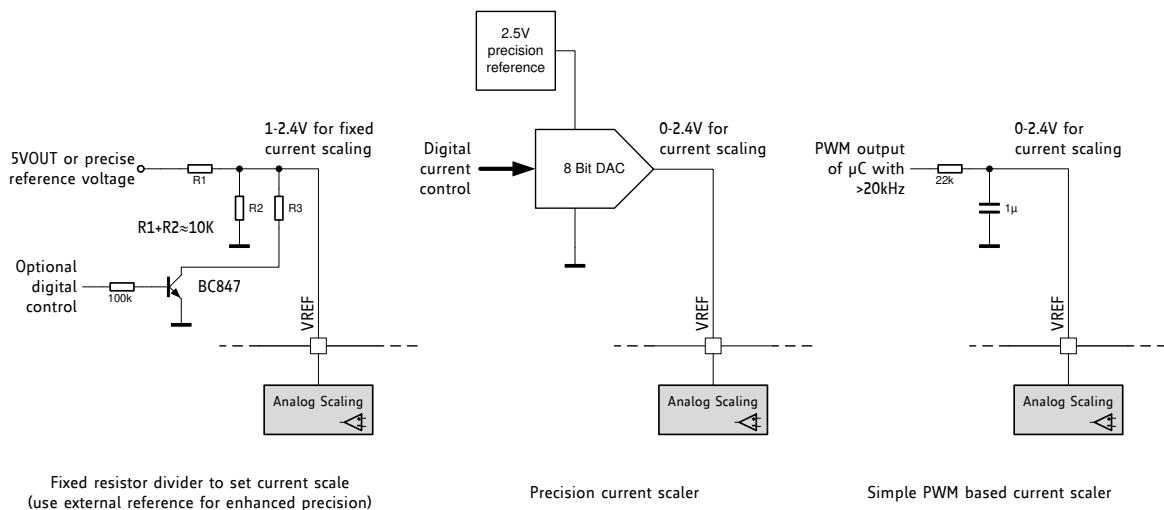 2.5V
precision
reference
1-2.4V for fixed
current scaling
5VOUT or precise
reference voltage
R1
R2
R3
R1+R2≈10K
Optional
digital
control
100k
BC847
VREF
Analog Scaling
Fixed resistor divider to set current scale
(use external reference for enhanced precision)
Digital
current
control
8 Bit DAC
0-2.4V for
current scaling
VREF
Analog Scaling
Precision current scaler
PWM output
of µC with
>20kHz
22k
1µ
0-2.4V for
current scaling
VREF
Analog Scaling
Simple PWM based current scaler